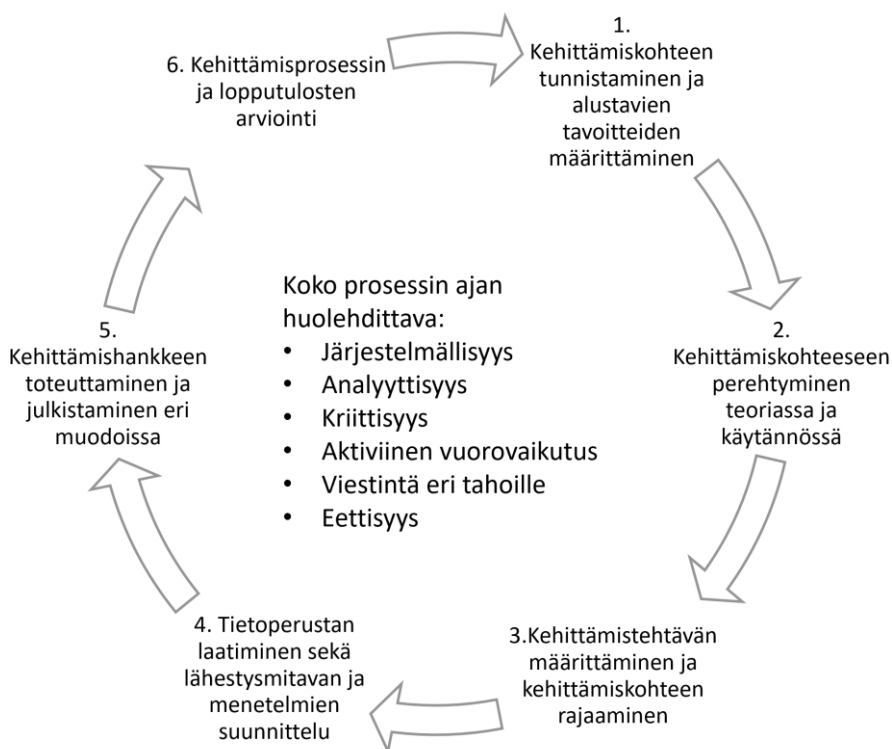 1.
Kehittämiskohteen
tunnistaminen ja
alustavien
tavoitteiden
määrittäminen
2.
Kehittämiskohteeseen
perehtyminen
teoriassa ja
käytännössä
3.Kehittämistehtävän
määrittäminen ja
kehittämiskohteen
rajaaminen
4. Tietoperustan
laatiminen sekä
lähestysmitavan ja
menetelmien
suunnittelu
5.
Kehittämishankkeen
toteuttaminen ja
julkistaminen eri
muodoissa
6. Kehittämisprosessin
ja lopputulosten
arviointi
Koko prosessin ajan
huolehdittava:
• Järjestelmällisyys
• Analyyttisyys
• Kriittisyys
• Aktiviinen vuorovaikutus
• Viestintä eri tahoille
• Eettisyys